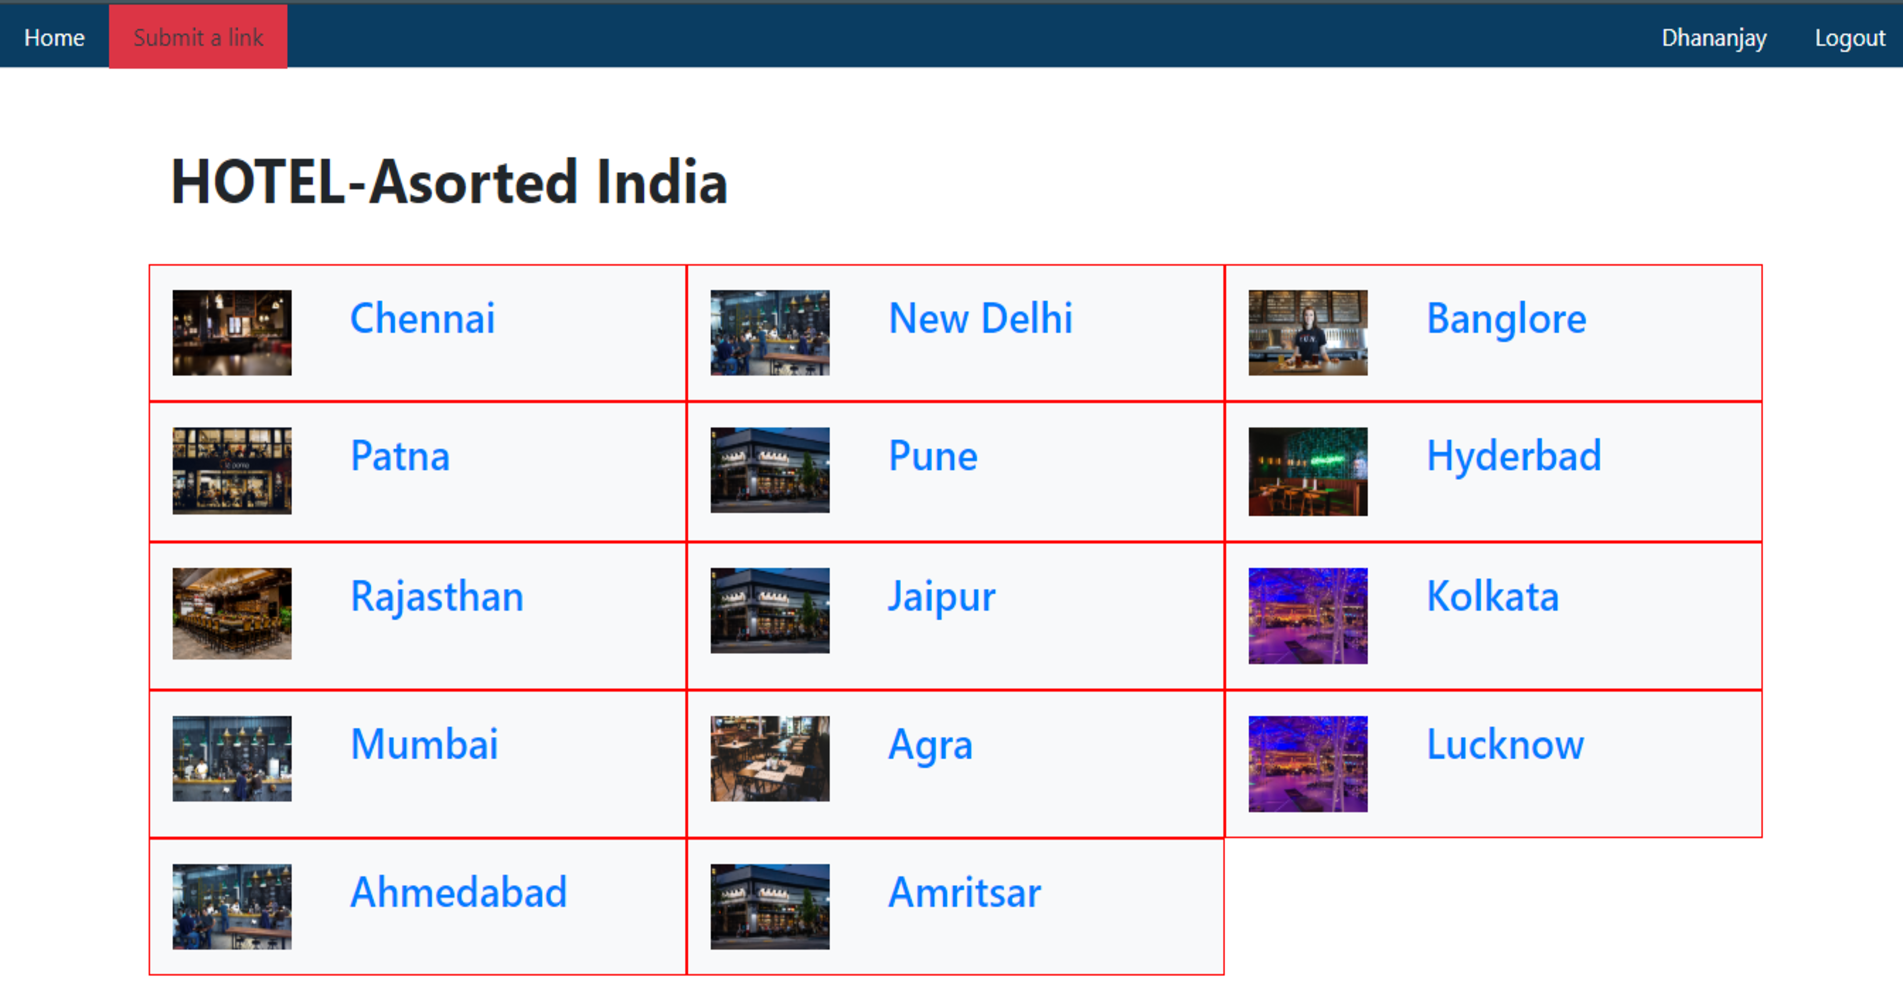 Home Submit a link Dhananjay Logout
HOTEL-Asorted India
Chennai New Delhi Banglore
Patna Pune Hyderbad
Rajasthan Jaipur Kolkata
Mumbai Agra Lucknow
Ahmedabad Amritsar